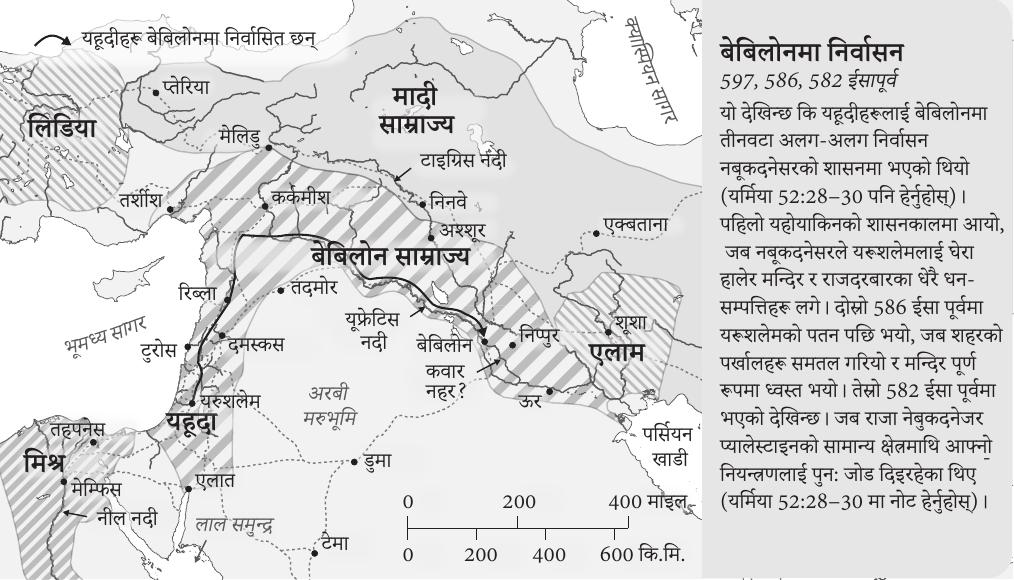 यहूदीहरू बेबिलोनमा निर्वासित छन्
प्तेरिया
लिडिया
मादी
साम्राज्य
क्यास्पियन सागर
मेलिडु
टाइग्रिस नदी
तर्शीश
कर्कमीश
निनवे
अश्शूर
एक्बताना
बेबिलोन साम्राज्य
रिब्ला
तदमोर
भूमध्य सागर
टुरोस
दमस्कस
यूफ्रेटिस
नदी
बेबिलोन
निप्पुर
शूशा
एलाम
कवार
नहर?
ऊर
यरुशलेम
यहूदा
अरबी
मरुभूमि
पर्सियन
खाडी
तहपनेस
मिश्र
मेम्फिस
नील नदी
एलात
डुमा
लाल समुन्द्र
टेमा
0 200 400 माइल
0 200 400 600 कि.मि.
बेबिलोनमा निर्वासन
597, 586, 582 ईसापूर्व
यो देखिन्छ कि यहूदीहरूलाई बेबिलोनमा
तीनवटा अलग-अलग निर्वासन
नबूकदनेसरको शासनमा भएको थियो
(यर्मिया 52:28–30 पनि हेर्नुहोस्)।
पहिलो यहोयाकिनको शासनकालमा आयो,
जब नबूकदनेसरले यरूशलेमलाई घेरा
हालेर मन्दिर र राजदरबारका धेरै धन-
सम्पत्तिहरू लगे। दोस्रो 586 ईसा पूर्वमा
यरूशलेमको पतन पछि भयो, जब शहरको
पर्खालहरू समतल गरियो र मन्दिर पूर्ण
रूपमा ध्वस्त भयो। तेस्रो 582 ईसा पूर्वमा
भएको देखिन्छ। जब राजा नेबुकदनेजर
प्यालेस्टाइनको सामान्य क्षेत्रमाथि आफ्नो
नियन्त्रणलाई पुन: जोड दिइरहेका थिए
(यर्मिया 52:28–30 मा नोट हेर्नुहोस्)।